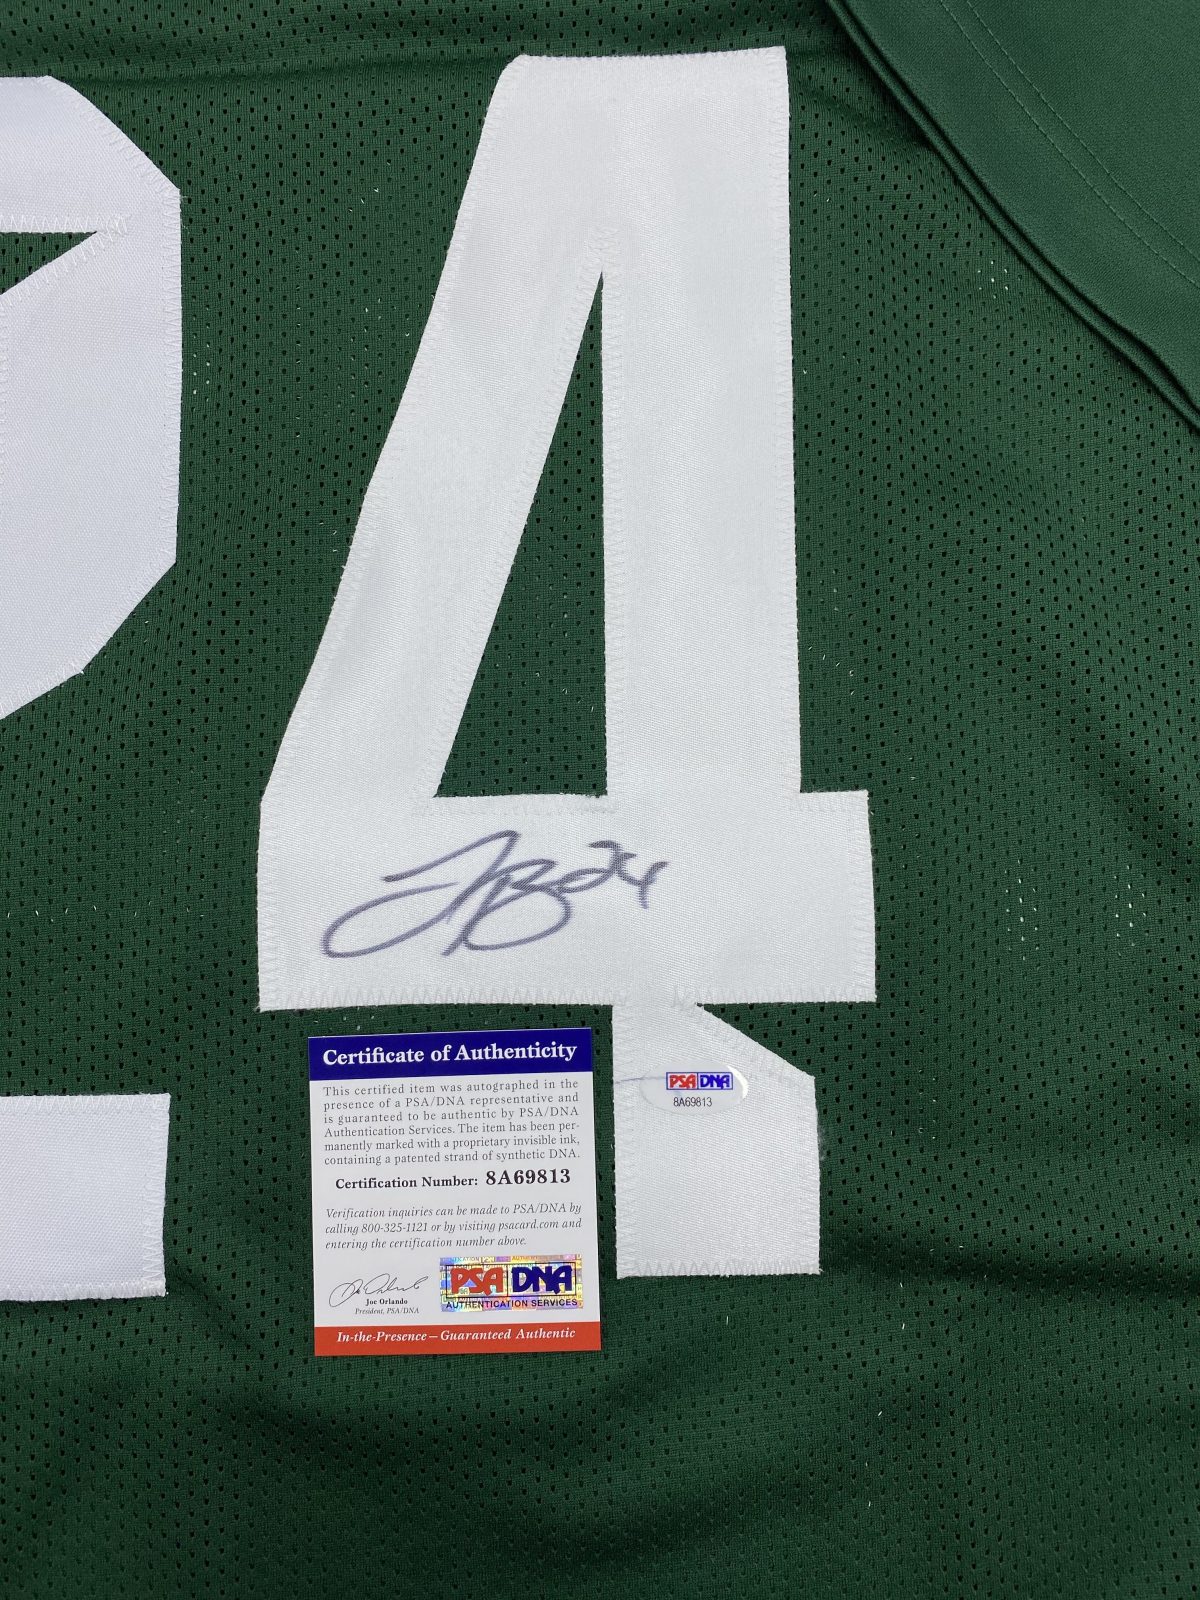 24
24
Certificate of Authenticity
This certified item was autographed in the
presence of a PSA/DNA representative and
is guaranteed to be authentic by PSA/DNA
Authentication Services. The item has been per-
manently marked with a proprietary invisible ink,
containing a patented strand of synthetic DNA.
Certification Number: 8A69813
Verification inquiries can be made to PSA/DNA by
calling 800-325-1121 or by visiting psacard.com and
entering the certification number above.
Joe Orlando
President, PSA/DNA
PSA DNA
AUTHENTICATION SERVICES
In-the-Presence – Guaranteed Authentic
PSA DNA
8A69813